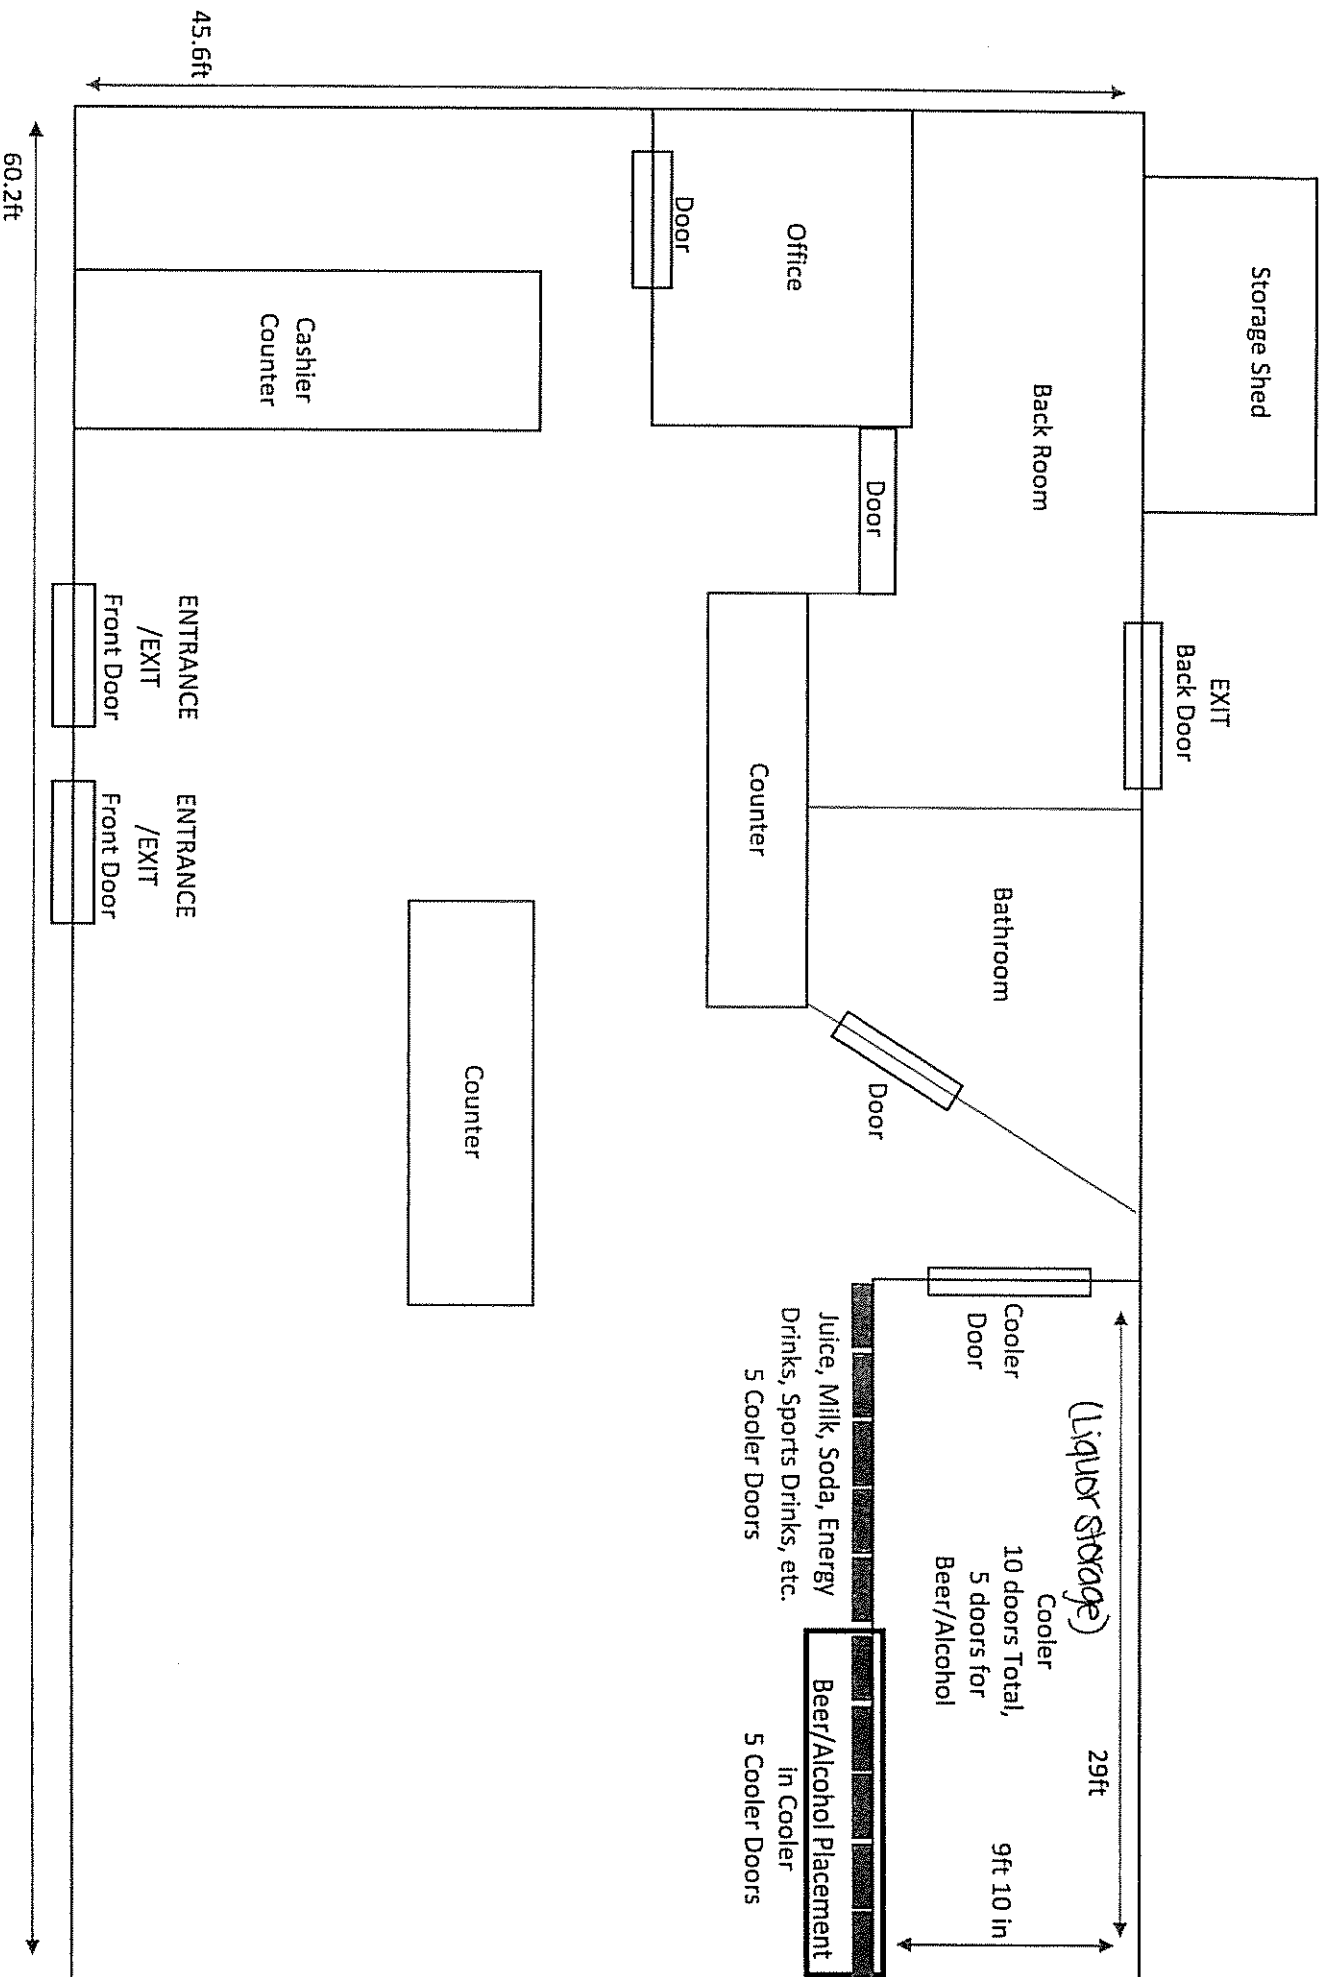 Storage Shed
EXIT
Back Door
(Liquor storage)
29ft
Back Room
Bathroom
Cooler
Door
Cooler
10 doors Total,
5 doors for
Beer/Alcohol
9ft 10 in
Office
Door
Door
Door
Counter
Juice, Milk, Soda, Energy
Drinks, Sports Drinks, etc.
5 Cooler Doors
Beer/Alcohol Placement
in Cooler
5 Cooler Doors
Counter
Cashier
Counter
ENTRANCE
/EXIT
Front Door
ENTRANCE
/EXIT
Front Door
45.6ft
60.2ft